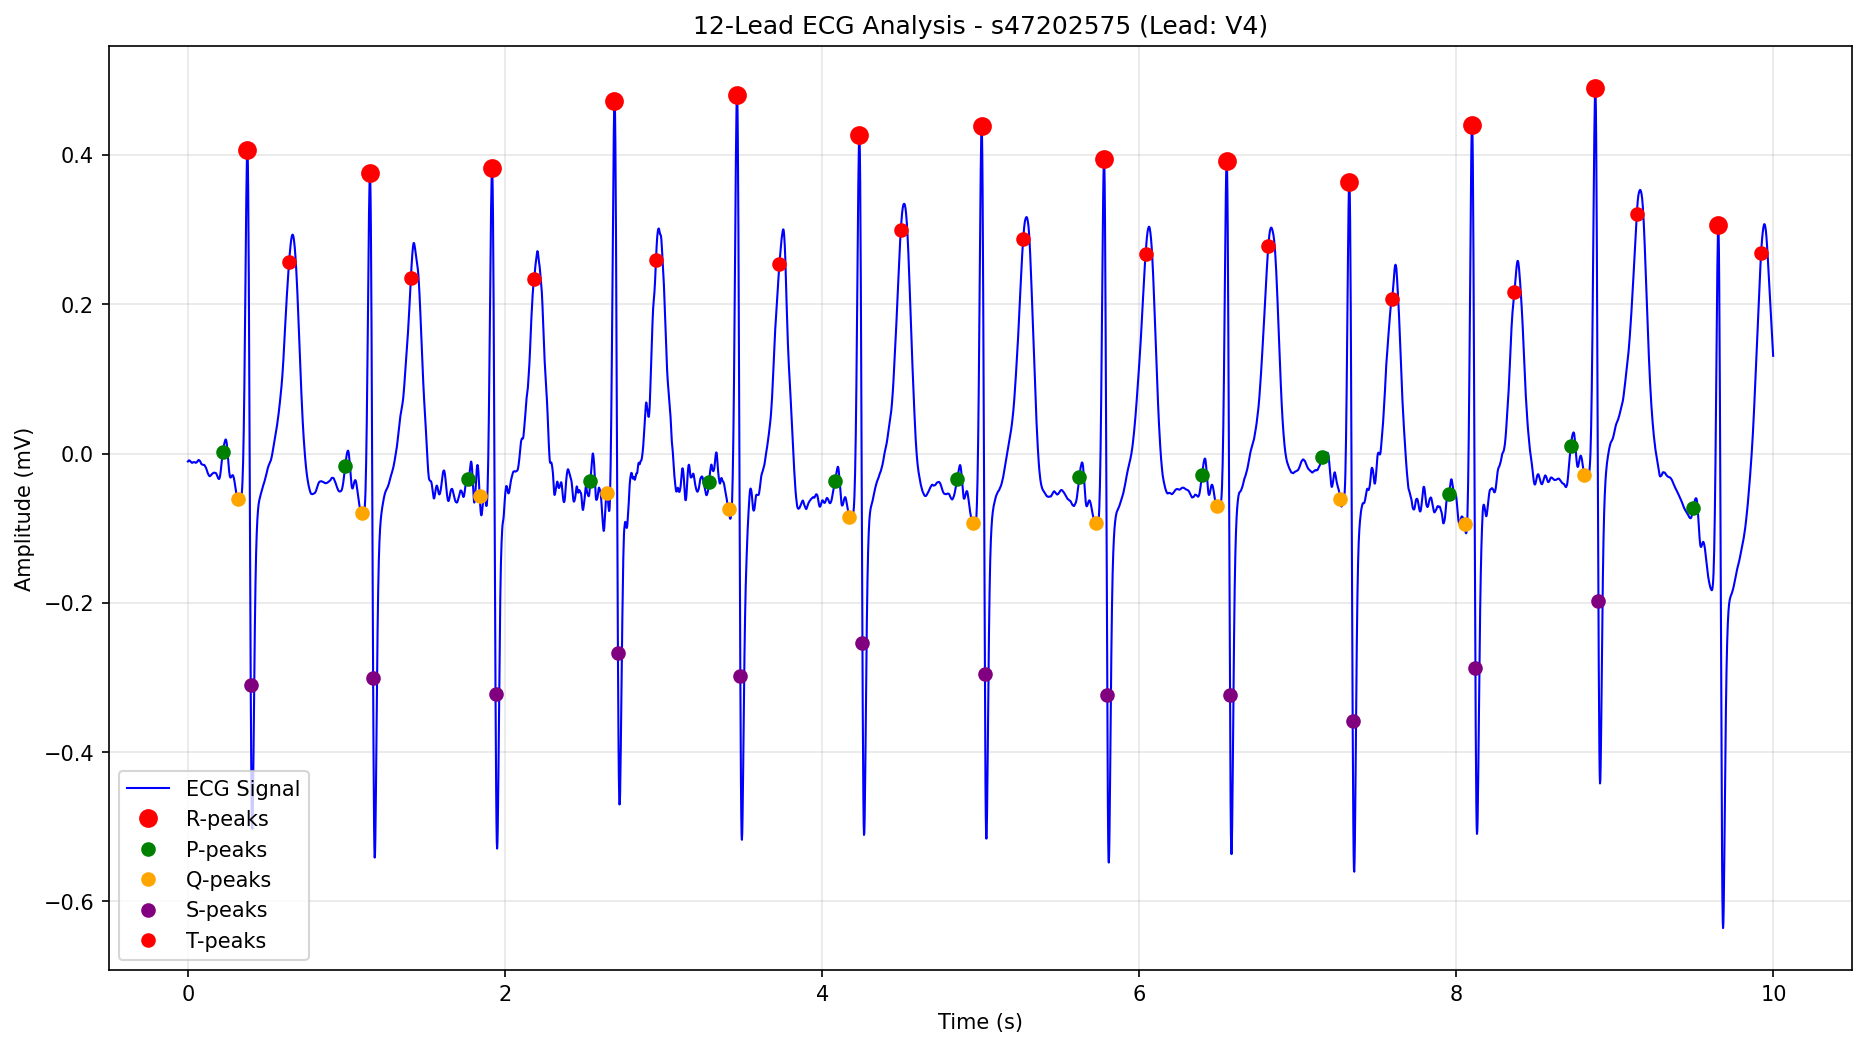 12-Lead ECG Analysis - s47202575 (Lead: V4)
Amplitude (mV)
0.4
0.2
0.0
−0.2
−0.4
−0.6
ECG Signal
R-peaks
P-peaks
Q-peaks
S-peaks
T-peaks
0 2 4 6 8 10
Time (s)